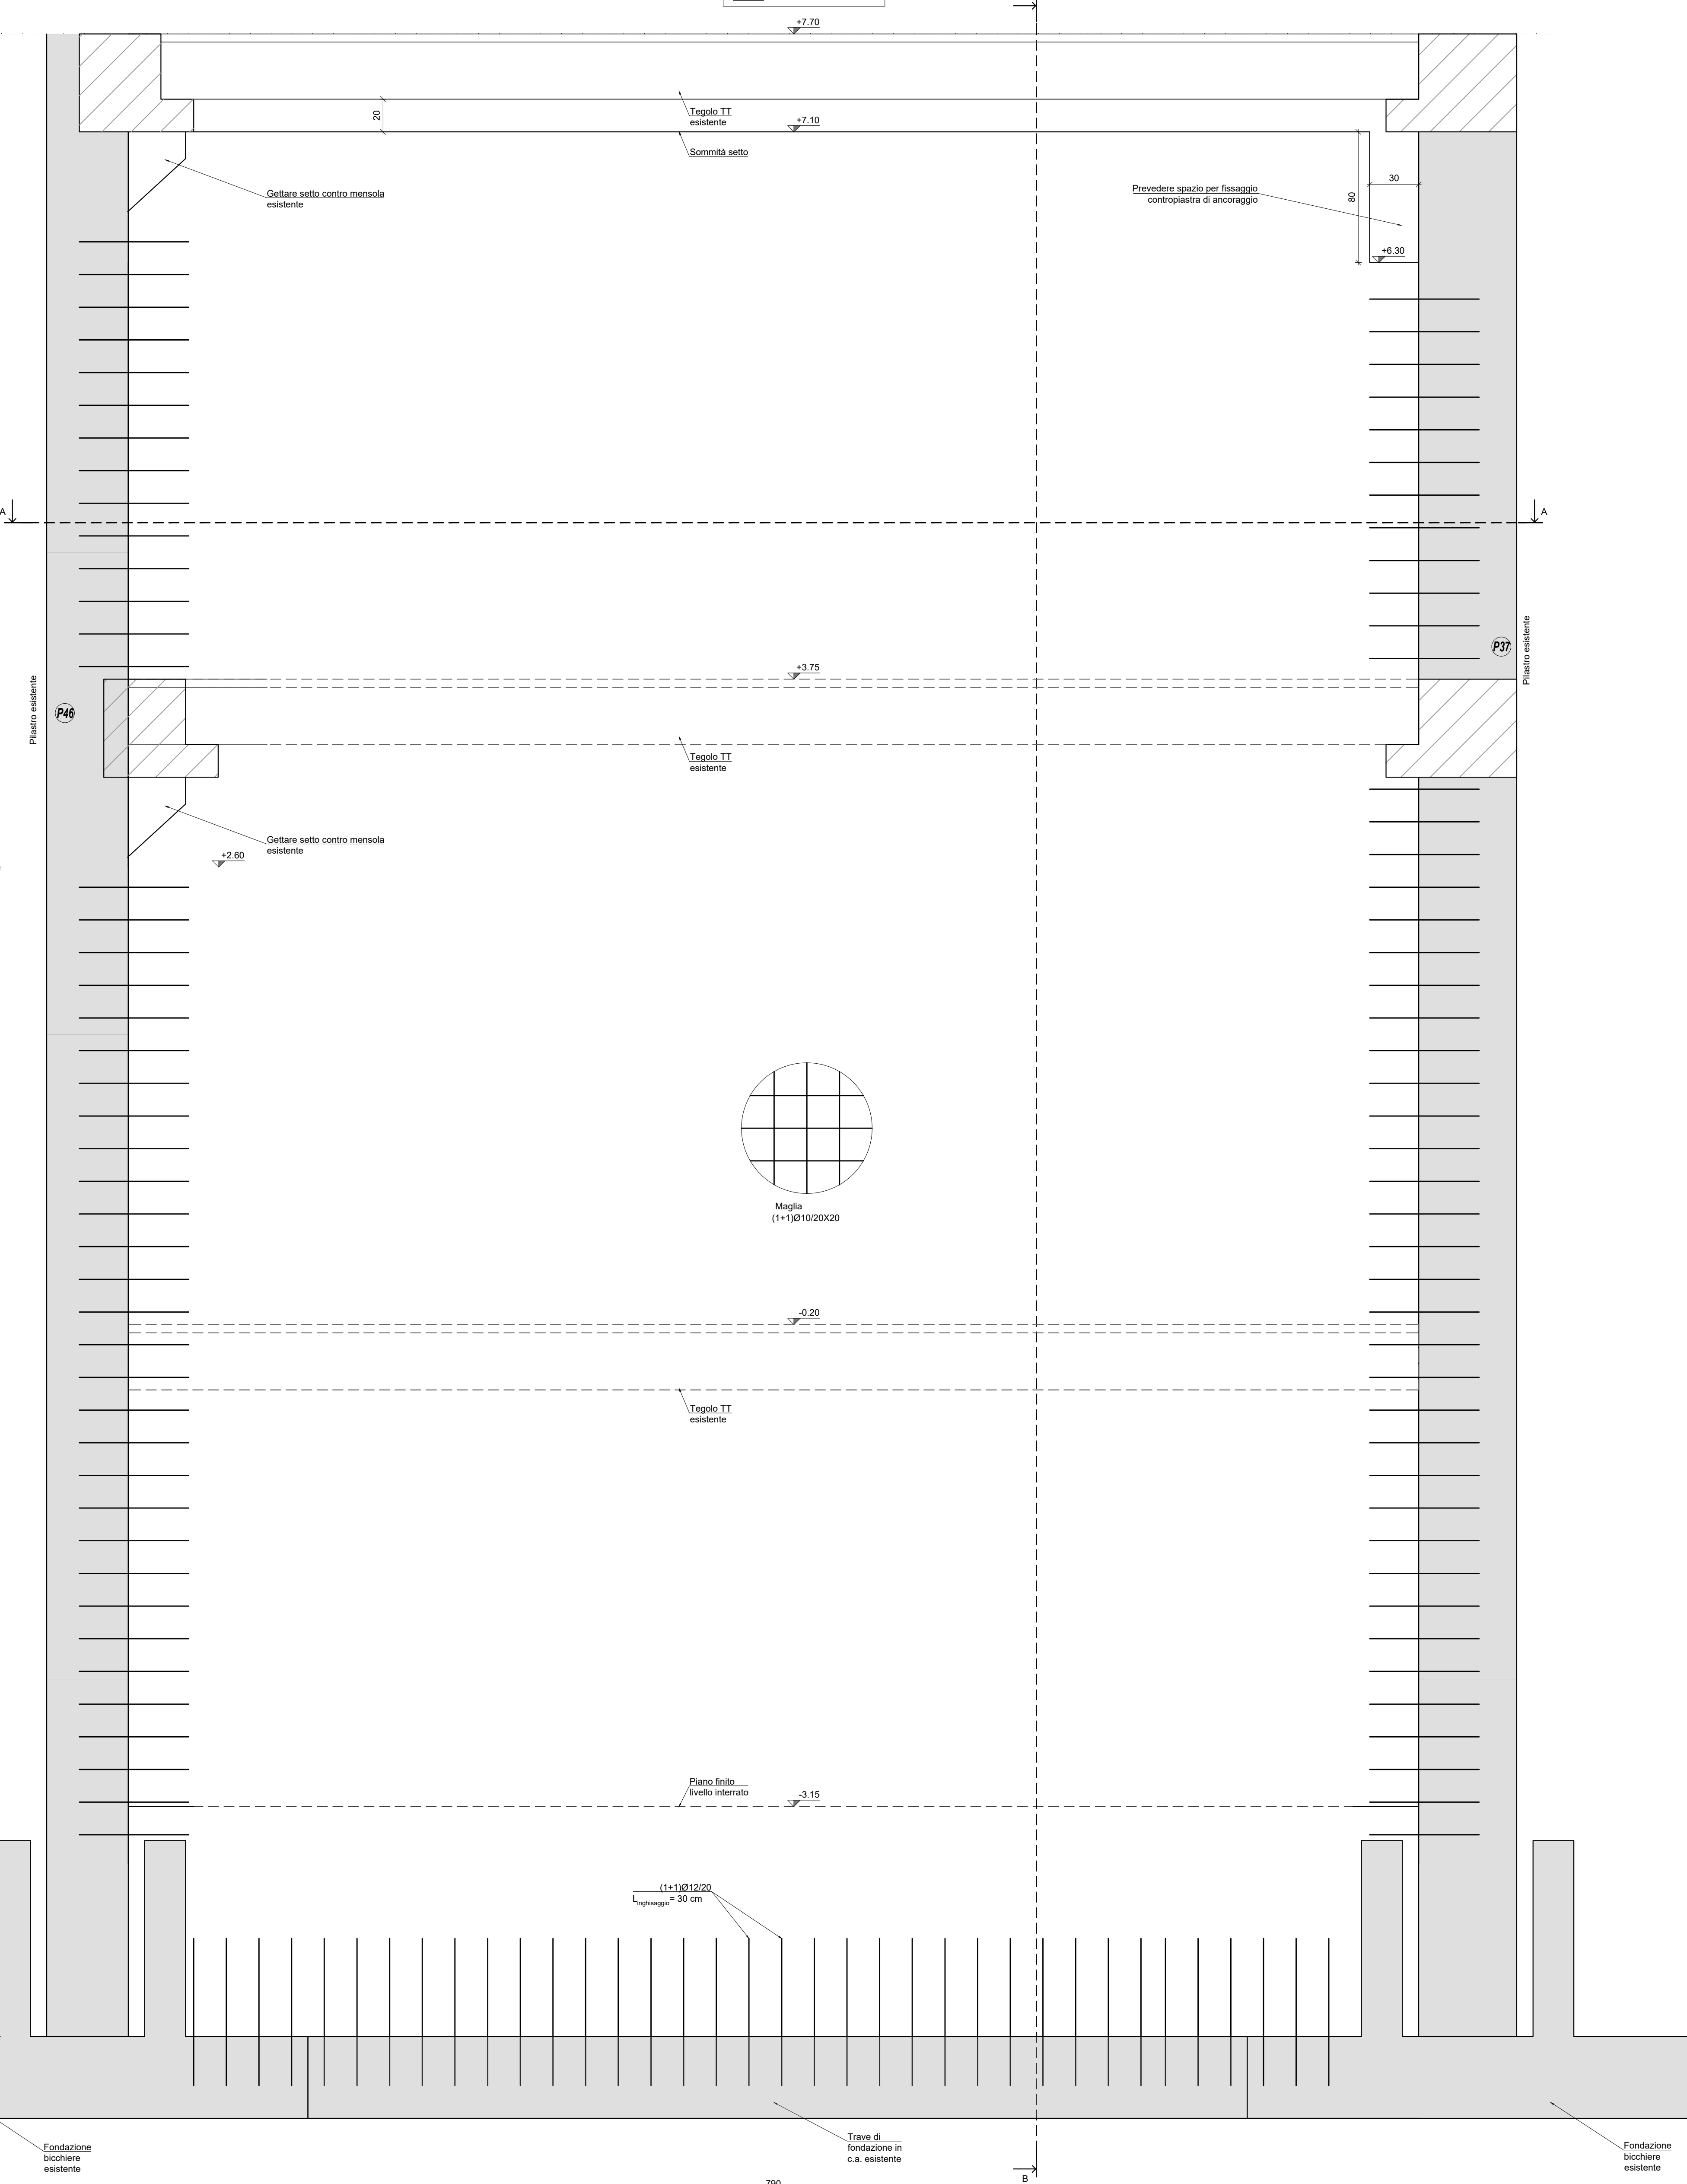 +7.70
Tegolo TT
esistente
20
+7.10
Sommità setto
Gettare setto contro mensola
esistente
Prevedere spazio per fissaggio
contropiastra di ancoraggio
30
80
+6.30
A
A
Pilastro esistente
P37
+3.75
Pilastro esistente
P46
Tegolo TT
esistente
Gettare setto contro mensola
esistente
+2.60
Maglia
(1+1)Ø10/20X20
-0.20
Tegolo TT
esistente
Piano finito
livello interrato
-3.15
(1+1)Ø12/20
Linghisaggio= 30 cm
Trave di
fondazione in
c.a. esistente
Fondazione
bicchiere
esistente
Fondazione
bicchiere
esistente
B
790